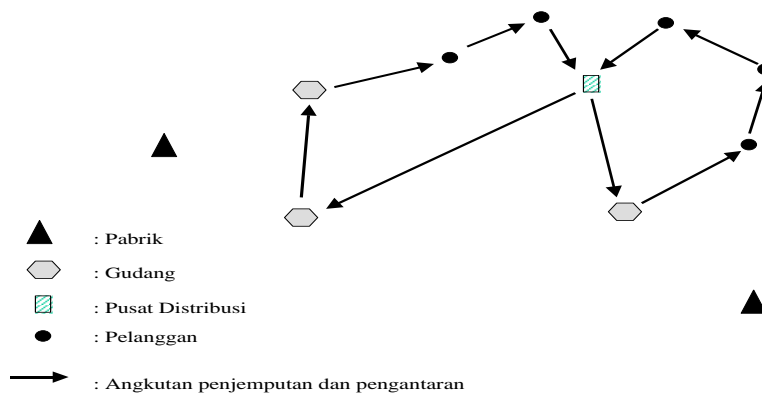 : Pabrik
: Gudang
: Pusat Distribusi
: Pelanggan
: Angkutan penjemputan dan pengantaran